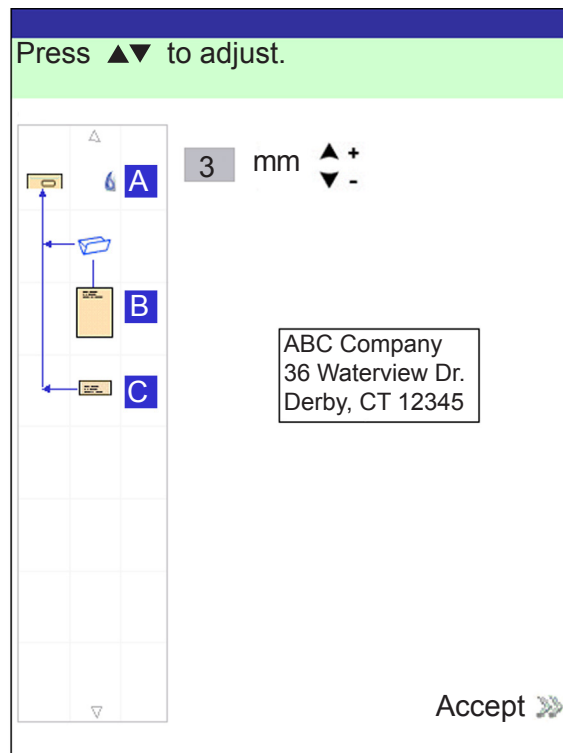 Press ▲▼ to adjust.
A
3 mm ▲ +
▼ -
B
ABC Company
36 Waterview Dr.
Derby, CT 12345
C
Accept